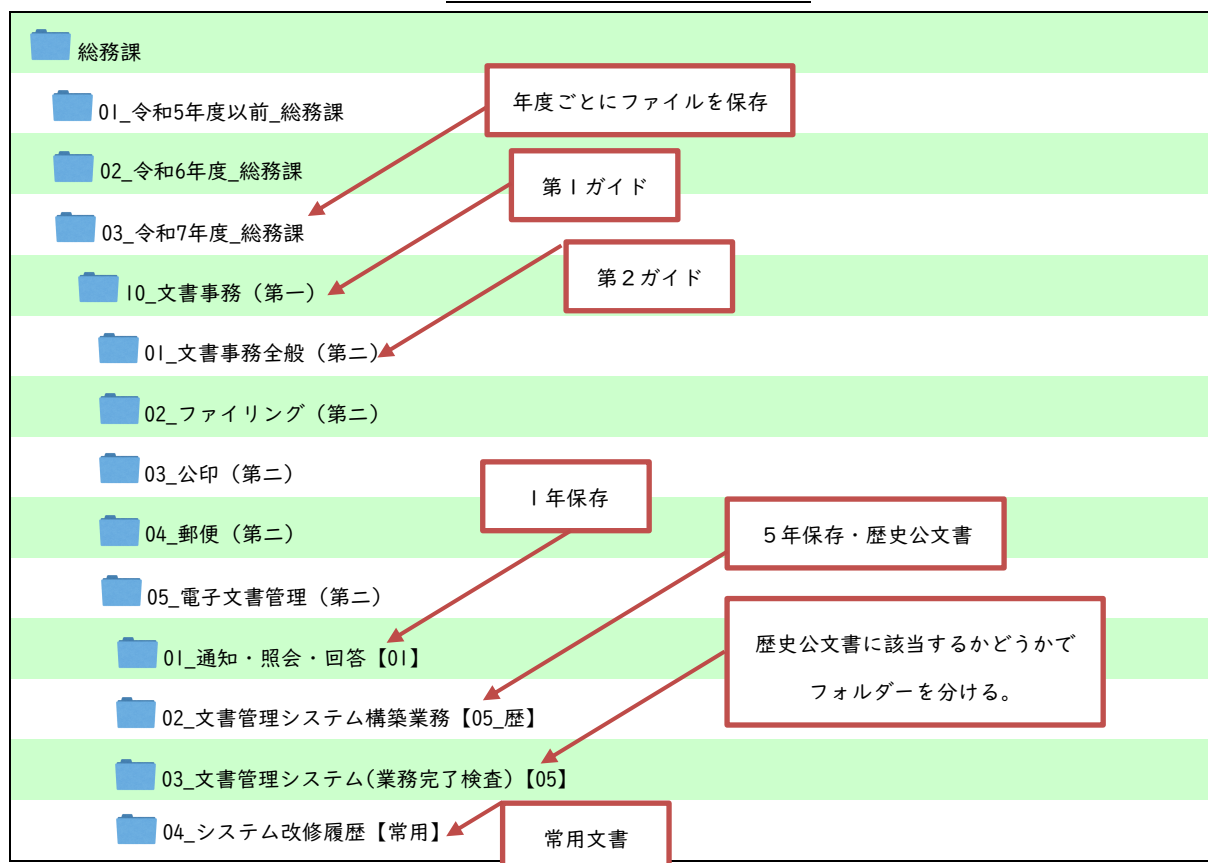 総務課
01_令和5年度以前_総務課
年度ごとにファイルを保存
02_令和6年度_総務課
第1ガイド
03_令和7年度_総務課
第2ガイド
10_文書事務（第一）
01_文書事務全般（第二）
02_ファイリング（第二）
03_公印（第二）
1年保存
04_郵便（第二）
5年保存・歴史公文書
05_電子文書管理（第二）
01_通知・照会・回答【01】
歴史公文書に該当するかどうかで
フォルダーを分ける。
02_文書管理システム構築業務【05_歴】
03_文書管理システム(業務完了検査)【05】
04_システム改修履歴【常用】
常用文書